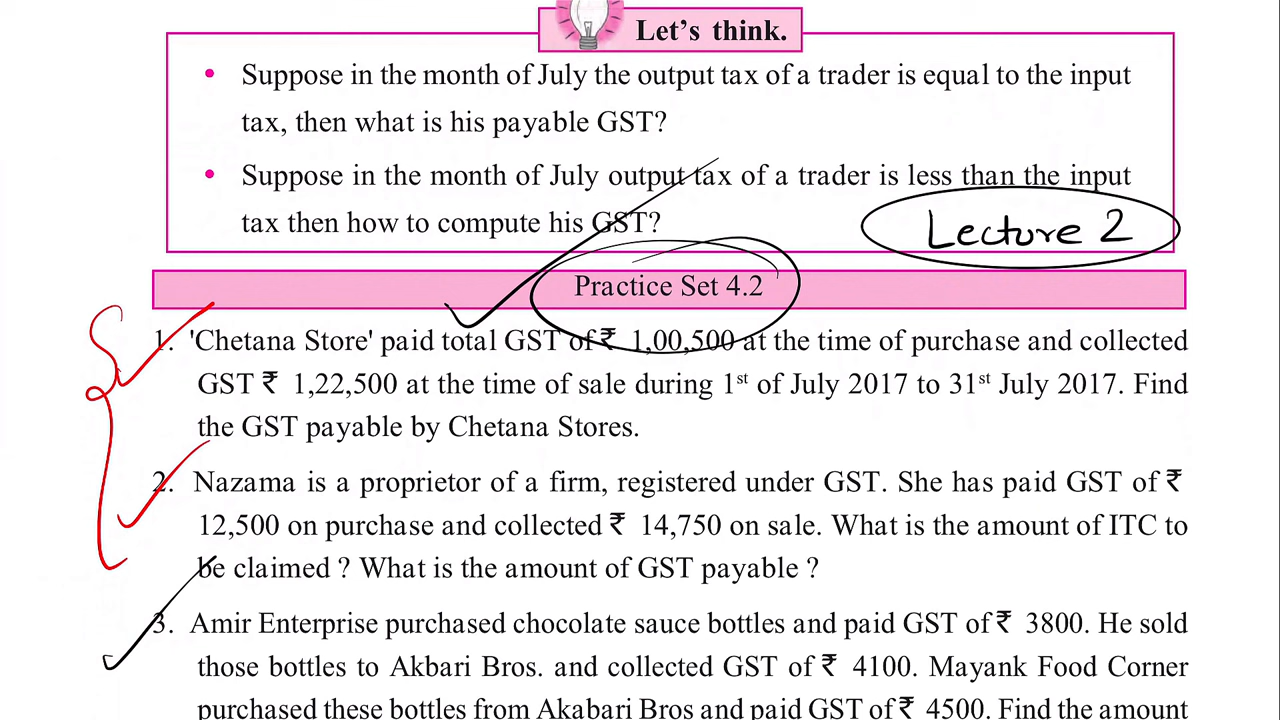 Let's think.
• Suppose in the month of July the output tax of a trader is equal to the input
tax, then what is his payable GST?
• Suppose in the month of July output tax of a trader is less than the input
tax then how to compute his GST?
Lecture 2
Practice Set 4.2
1. 'Chetana Store' paid total GST of ₹ 1,00,500 at the time of purchase and collected
GST ₹ 1,22,500 at the time of sale during 1st of July 2017 to 31st July 2017. Find
the GST payable by Chetana Stores.
2. Nazama is a proprietor of a firm, registered under GST. She has paid GST of ₹
12,500 on purchase and collected ₹ 14,750 on sale. What is the amount of ITC to
be claimed ? What is the amount of GST payable ?
3. Amir Enterprise purchased chocolate sauce bottles and paid GST of ₹ 3800. He sold
those bottles to Akbari Bros. and collected GST of ₹ 4100. Mayank Food Corner
purchased these bottles from Akabari Bros and paid GST of ₹ 4500. Find the amount